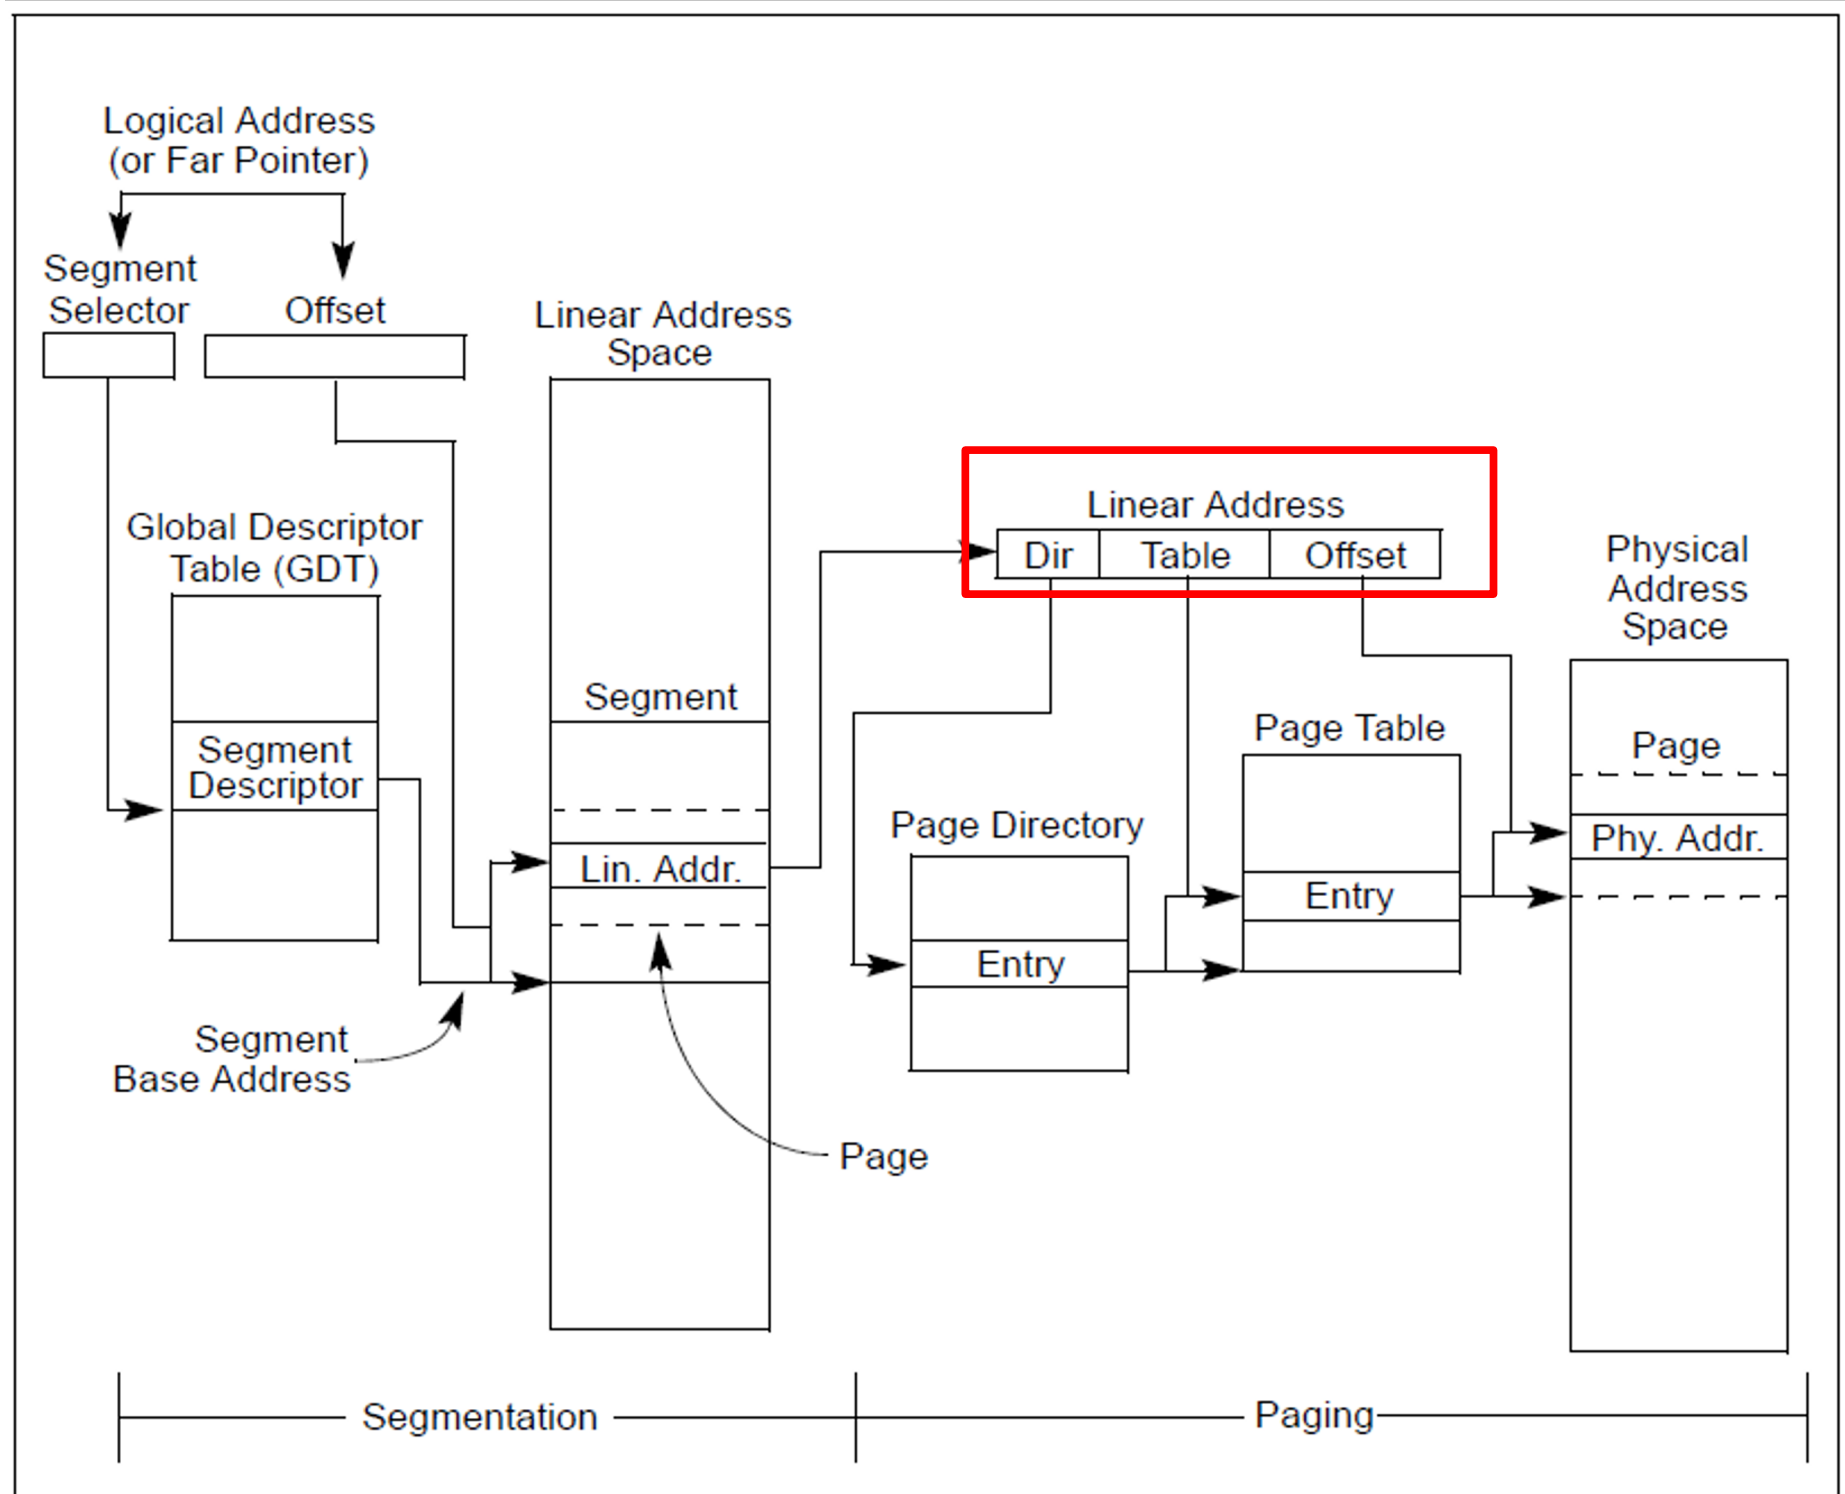 Logical Address
(or Far Pointer)
Segment
Selector
Offset
Linear Address
Space
Linear Address
Dir
Table
Offset
Global Descriptor
Table (GDT)
Physical
Address
Space
Segment
Page Table
Page
Segment
Descriptor
Page Directory
Phy. Addr.
Lin. Addr.
Entry
Entry
Segment
Base Address
Page
Segmentation
Paging